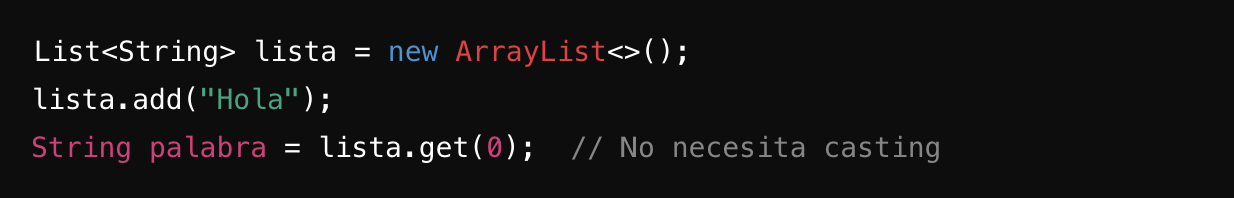 List<String> lista = new ArrayList<>();
lista.add("Hola");
String palabra = lista.get(0);  // No necesita casting